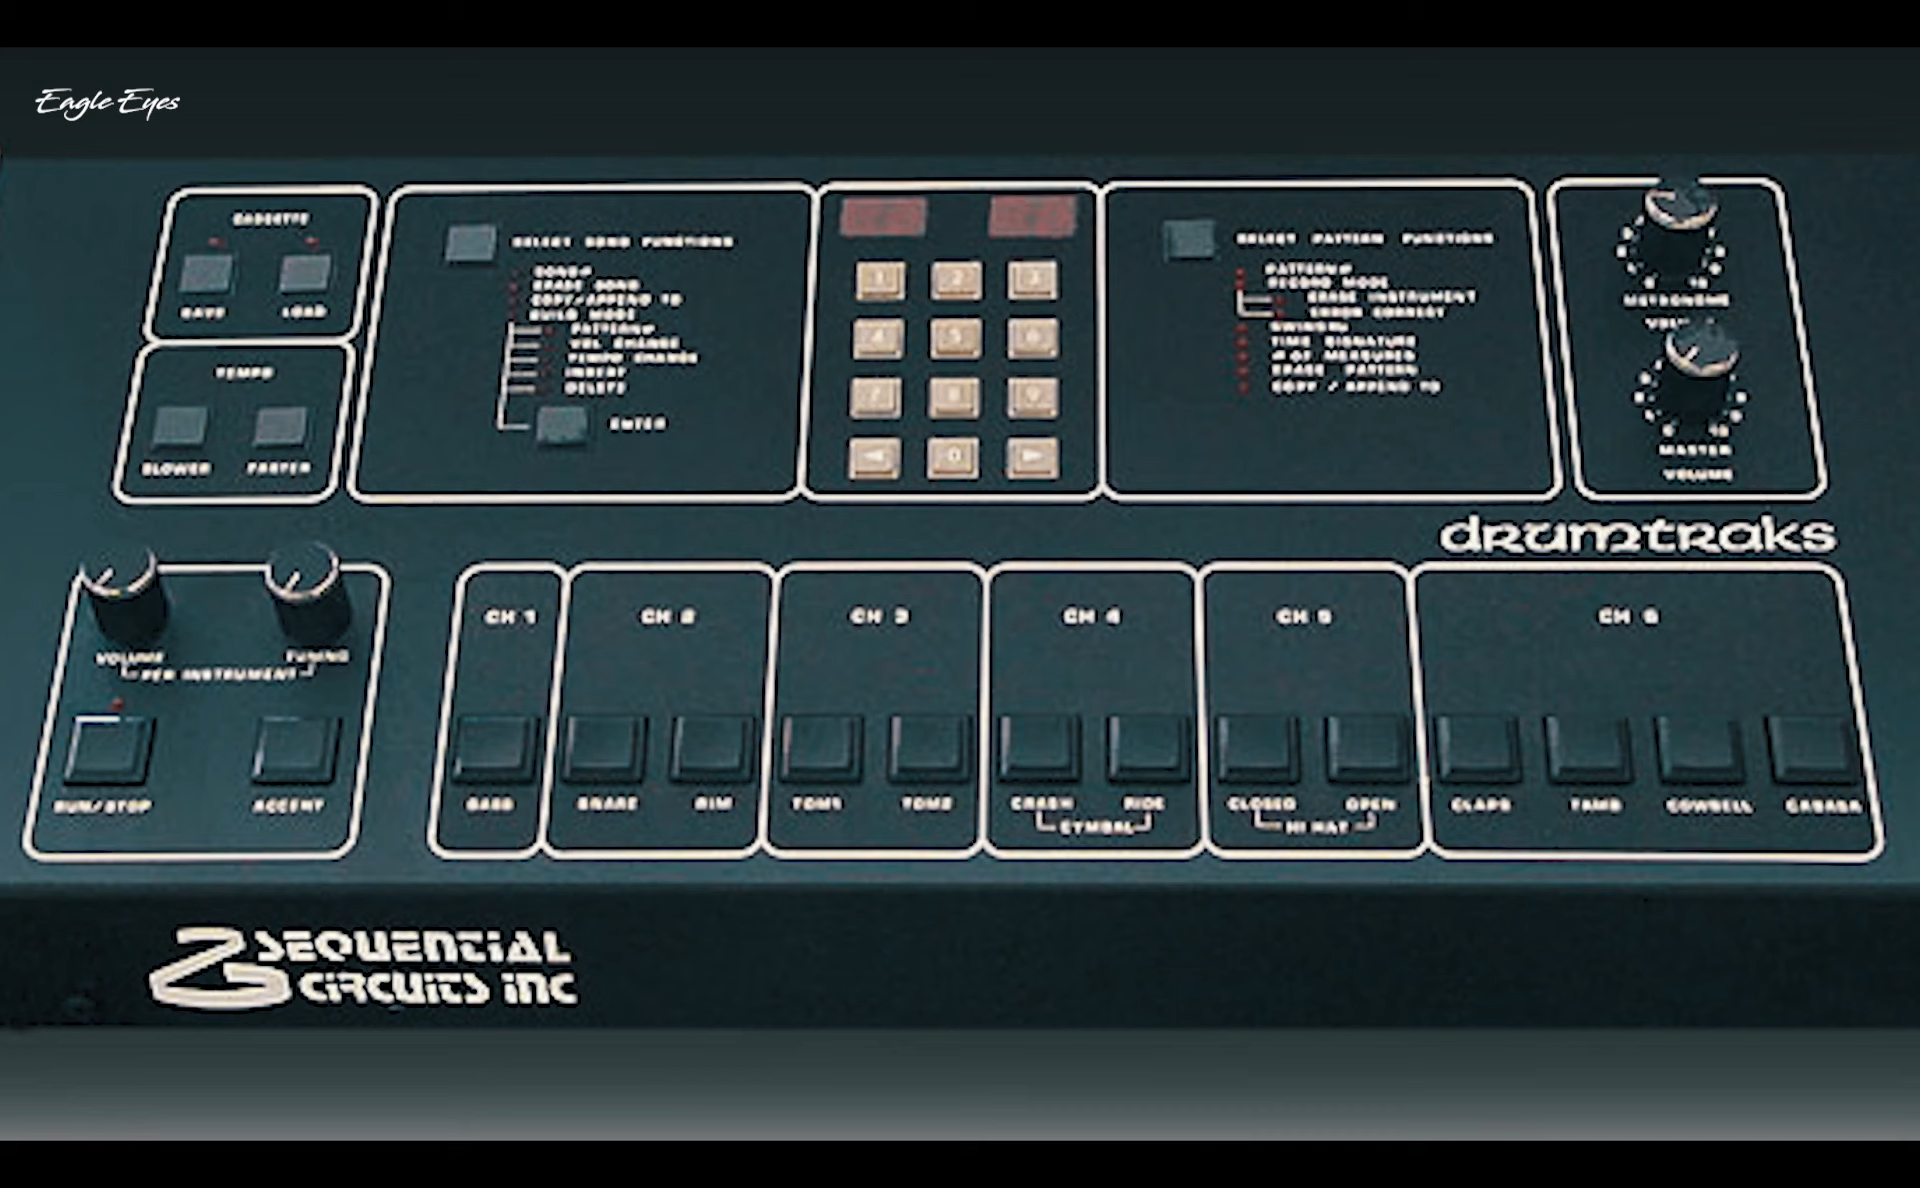 Eagle Eyes
CASSETTE
SAVE LOAD
TEMPO
SLOWER FASTER
SELECT SONG FUNCTIONS
SONG#
ERASE SONG
COPY/APPEND TO
BUILD MODE
PATTERN#
VOL CHANGE
TEMPO CHANGE
INSERT
DELETE
ENTER
1 2 3
4 5 6
7 8 9
◄ 0 ►
SELECT PATTERN FUNCTIONS
PATTERN#
RECORD MODE
ERASE INSTRUMENT
ERROR CORRECT
SWING%
TIME SIGNATURE
# OF MEASURES
ERASE PATTERN
COPY / APPEND TO
0 10
METRONOME
0 10
MASTER
VOLUME
drumtraks
VOLUME TUNING
PER INSTRUMENT
RUN/STOP ACCENT
CH 1 CH 2 CH 3 CH 4 CH 5 CH 6
BASS SNARE RIM TOM1 TOM2 CRASH RIDE CLOSED OPEN CLAPS TAMB COWBELL CABASA
CYMBAL HI HAT
SEQUENTIAL
CIRCUITS INC